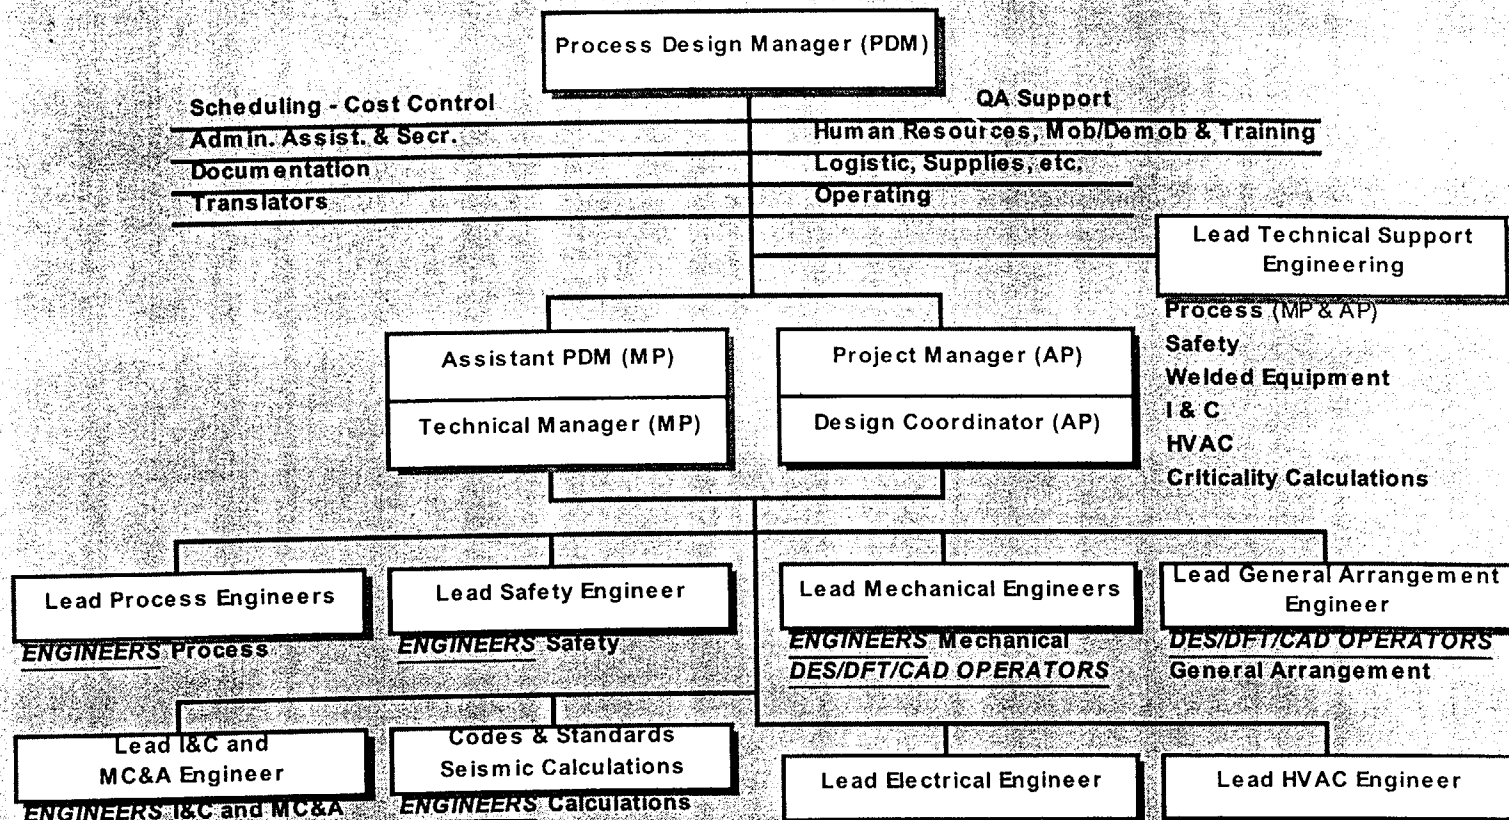 Process Design Manager (PDM)
Scheduling - Cost Control
Admin. Assist. & Secr.
Documentation
Translators
QA Support
Human Resources, Mob/Demob & Training
Logistic, Supplies, etc.
Operating
Lead Technical Support
Engineering
Process (MP & AP)
Safety
Welded Equipment
I & C
HVAC
Criticality Calculations
Assistant PDM (MP)
Technical Manager (MP)
Project Manager (AP)
Design Coordinator (AP)
Lead Process Engineers
ENGINEERS Process
Lead Safety Engineer
ENGINEERS Safety
Lead Mechanical Engineers
ENGINEERS Mechanical
DES/DFT/CAD OPERATORS
Lead General Arrangement
Engineer
DES/DFT/CAD OPERATORS
General Arrangement
Lead I&C and
MC&A Engineer
ENGINEERS I&C and MC&A
Codes & Standards
Seismic Calculations
ENGINEERS Calculations
Lead Electrical Engineer
Lead HVAC Engineer